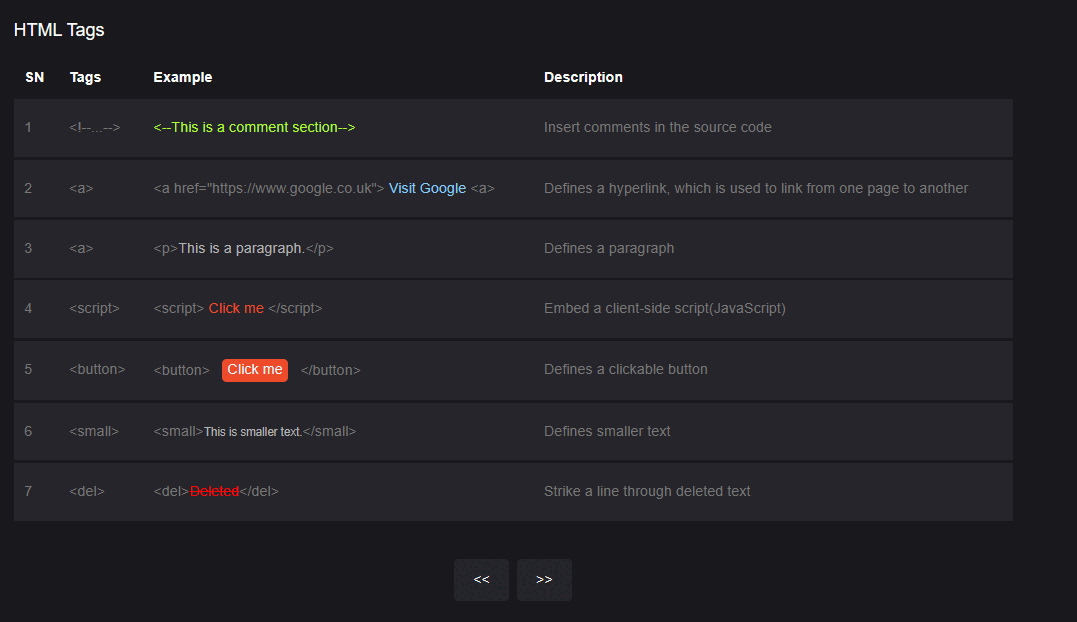 HTML Tags
SN Tags Example Description
1 <!--...--> <--This is a comment section--> Insert comments in the source code
2 <a> <a href="https://www.google.co.uk"> Visit Google <a> Defines a hyperlink, which is used to link from one page to another
3 <a> <p>This is a paragraph.</p> Defines a paragraph
4 <script> <script> Click me </script> Embed a client-side script(JavaScript)
5 <button> <button> Click me </button> Defines a clickable button
6 <small> <small>This is smaller text.</small> Defines smaller text
7 <del> <del>Deleted</del> Strike a line through deleted text
<< >>